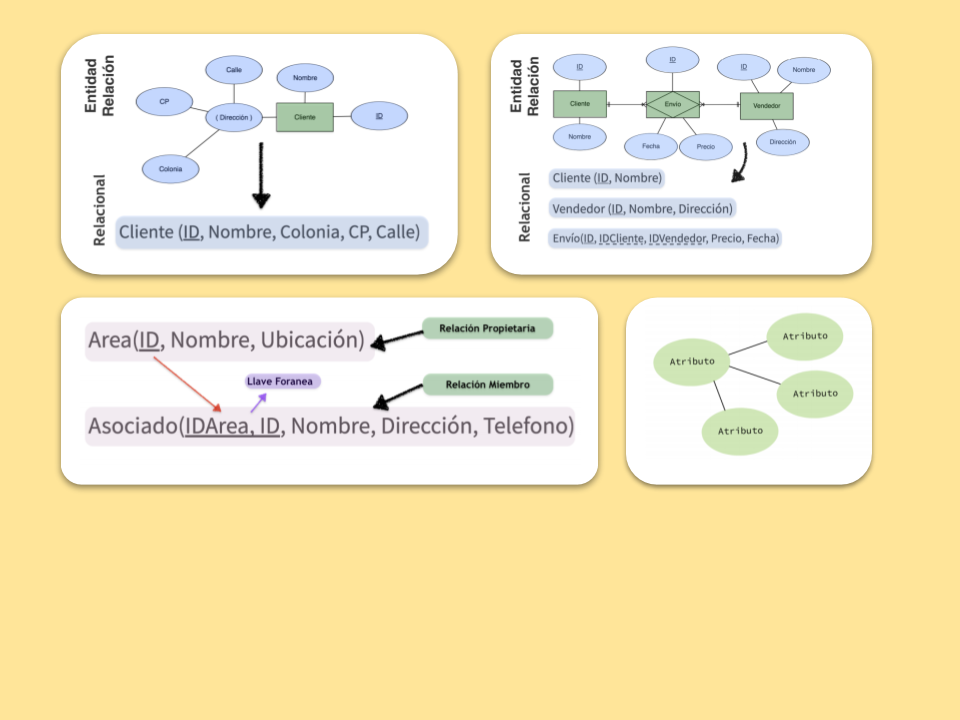 Entidad
Relación
Calle
Nombre
CP
( Dirección )
Cliente
ID
Colonia
Relacional
Cliente (ID, Nombre, Colonia, CP, Calle)
Entidad
Relación
ID
ID
ID
Nombre
Cliente
Envío
Vendedor
Nombre
Fecha
Precio
Dirección
Relacional
Cliente (ID, Nombre)
Vendedor (ID, Nombre, Dirección)
Envío(ID, IDCliente, IDVendedor, Precio, Fecha)
Area(ID, Nombre, Ubicación)
Relación Propietaria
Llave Foranea
Relación Miembro
Asociado(IDArea, ID, Nombre, Dirección, Telefono)
Atributo
Atributo
Atributo
Atributo